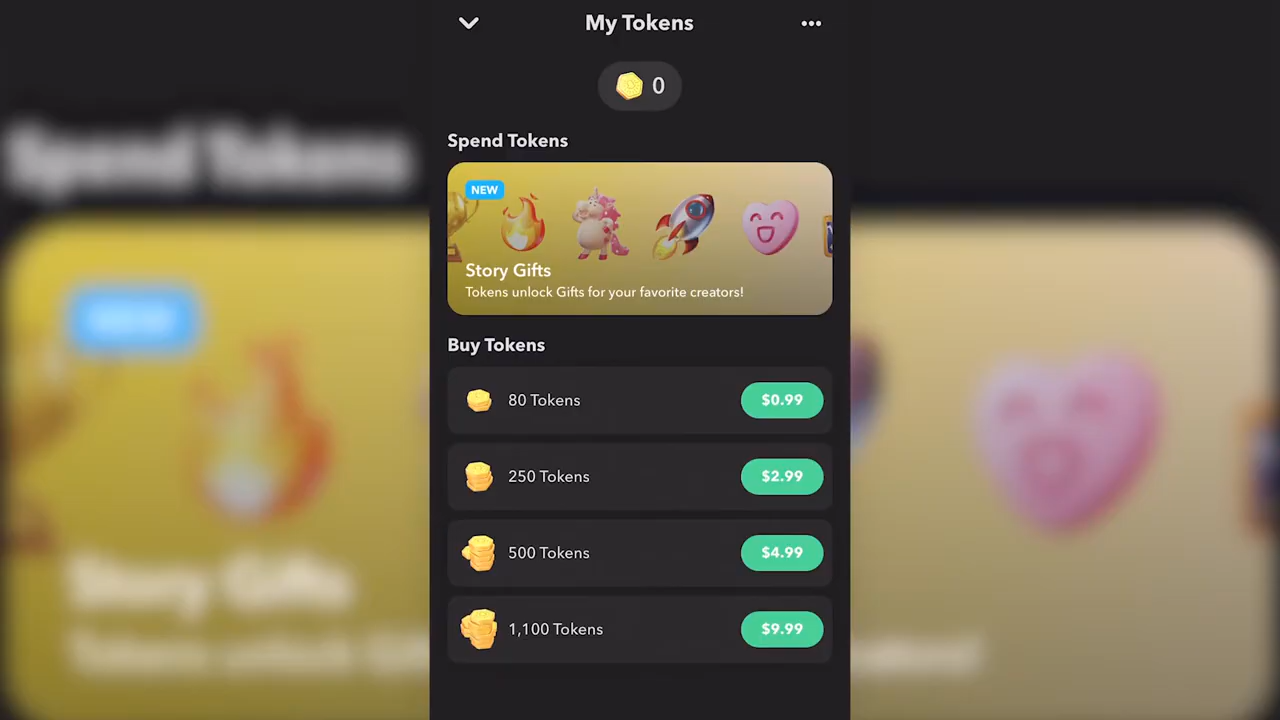 My Tokens
0
Spend Tokens
NEW
Story Gifts
Tokens unlock Gifts for your favorite creators!
Buy Tokens
80 Tokens $0.99
250 Tokens $2.99
500 Tokens $4.99
1,100 Tokens $9.99